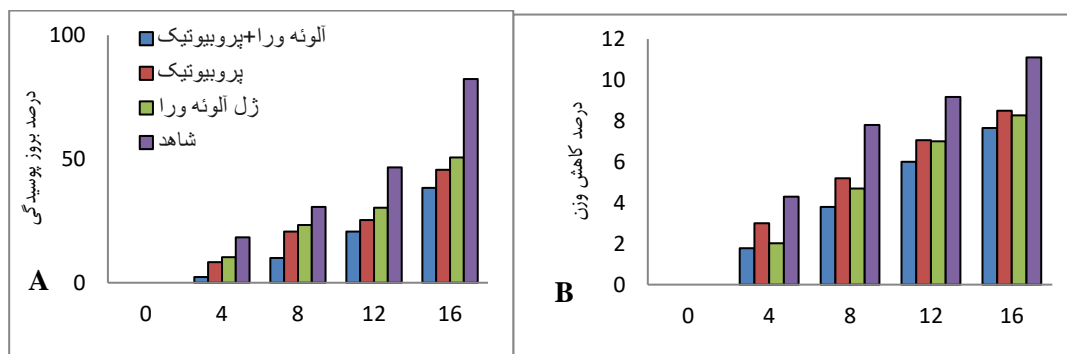 100
50
0
درصد بروز پوسیدگی
آلوئه ورا+پروبیوتیک
پروبیوتیک
ژل آلوئه ورا
شاهد
A
0 4 8 12 16
12
10
8
6
4
2
0
درصد کاهش وزن
B
0 4 8 12 16